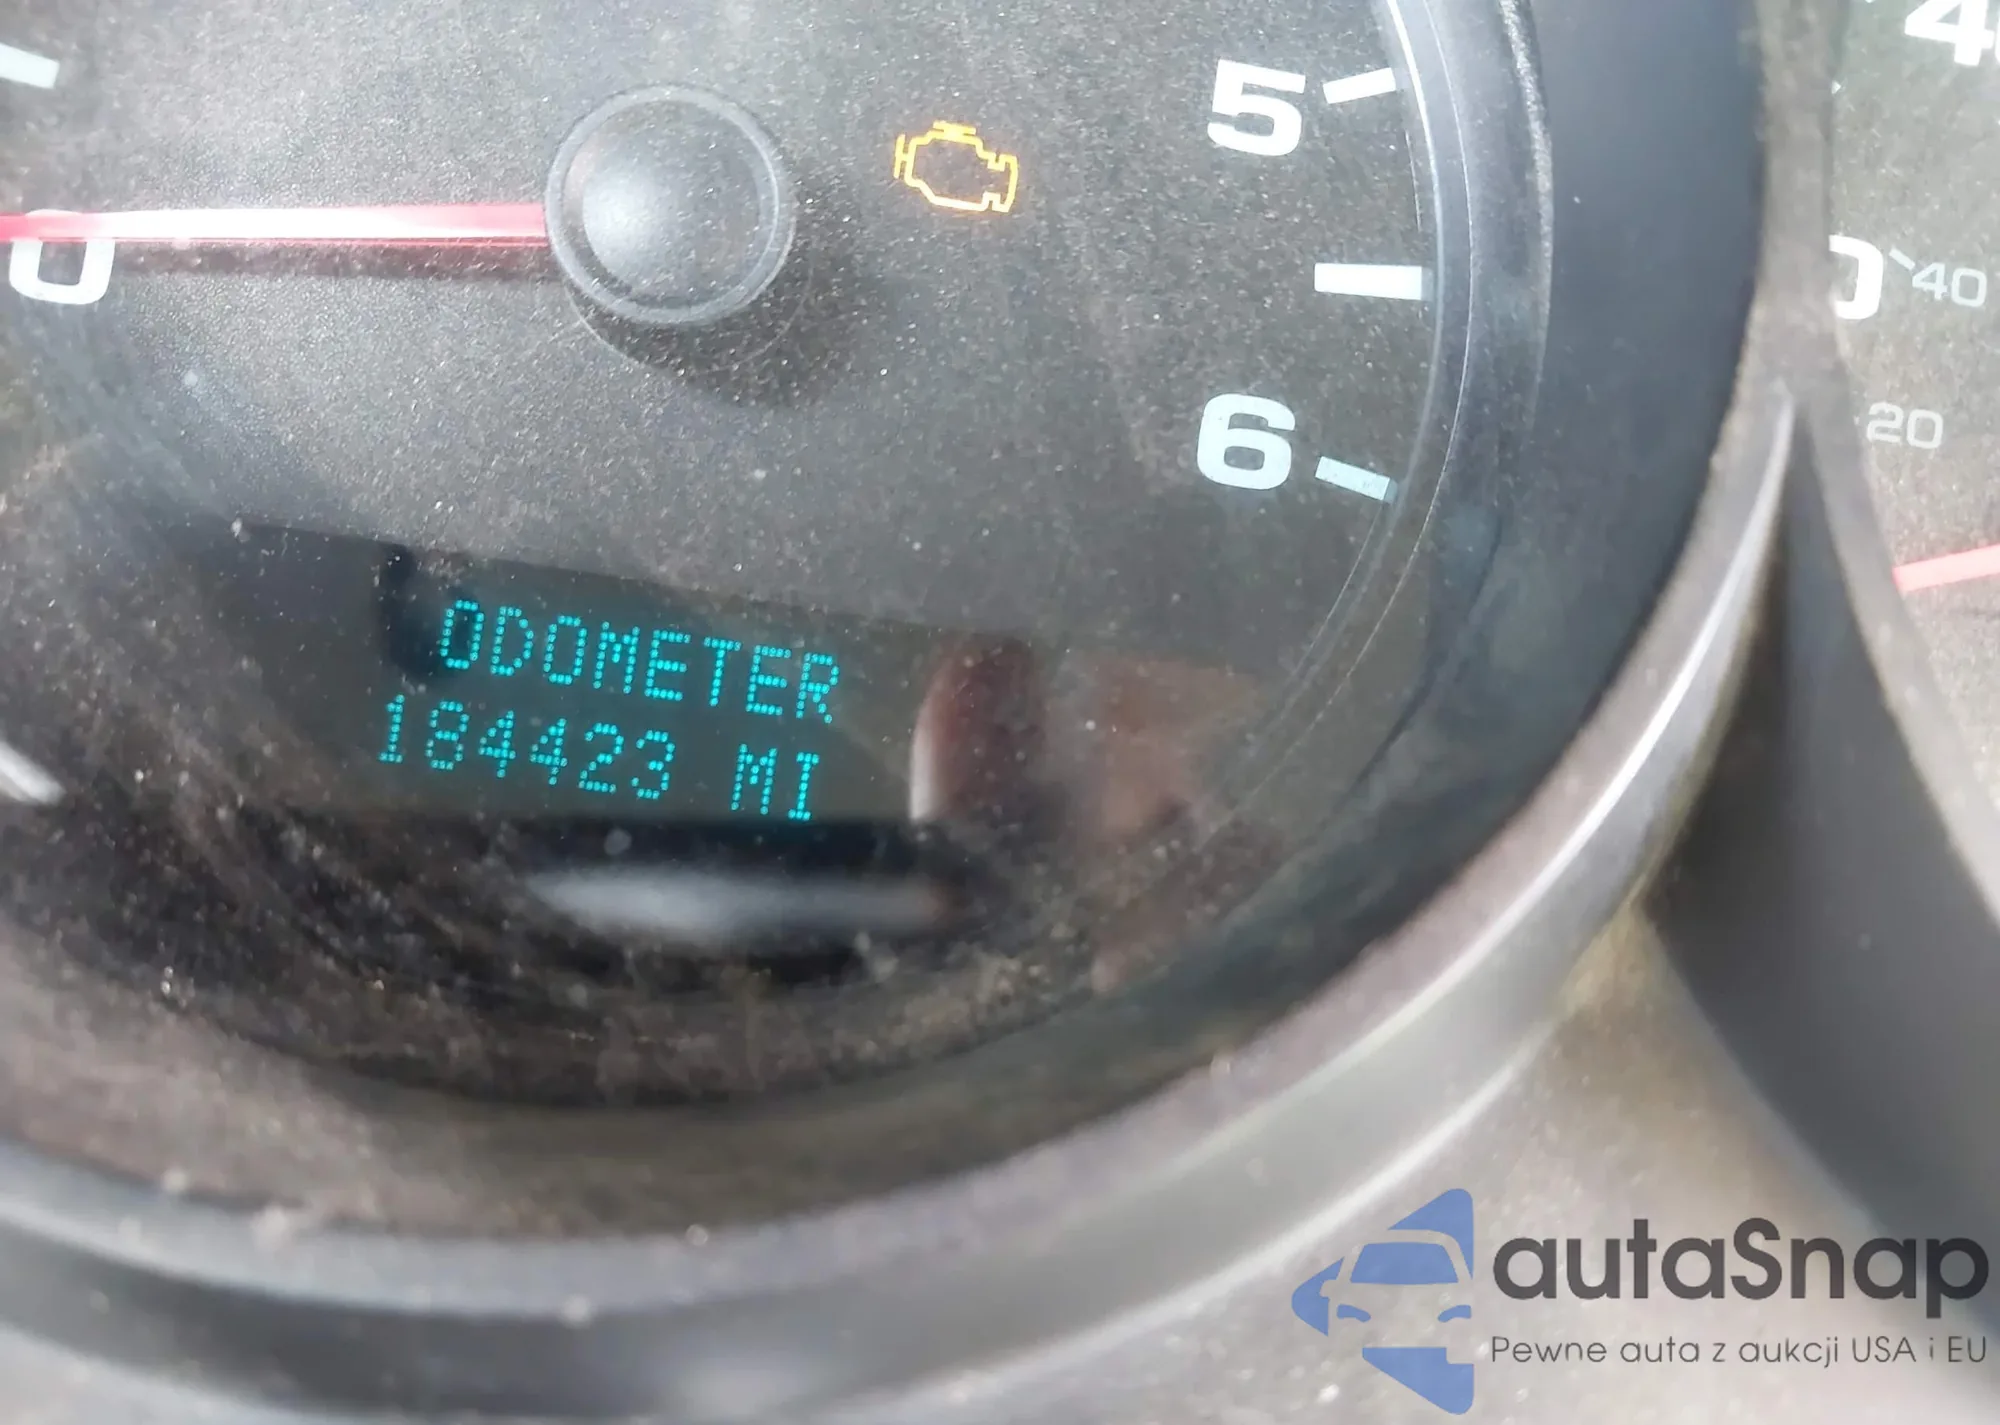 5
6
0
ODOMETER
184423 MI
40
20
autaSnap
Pewne auta z aukcji USA i EU